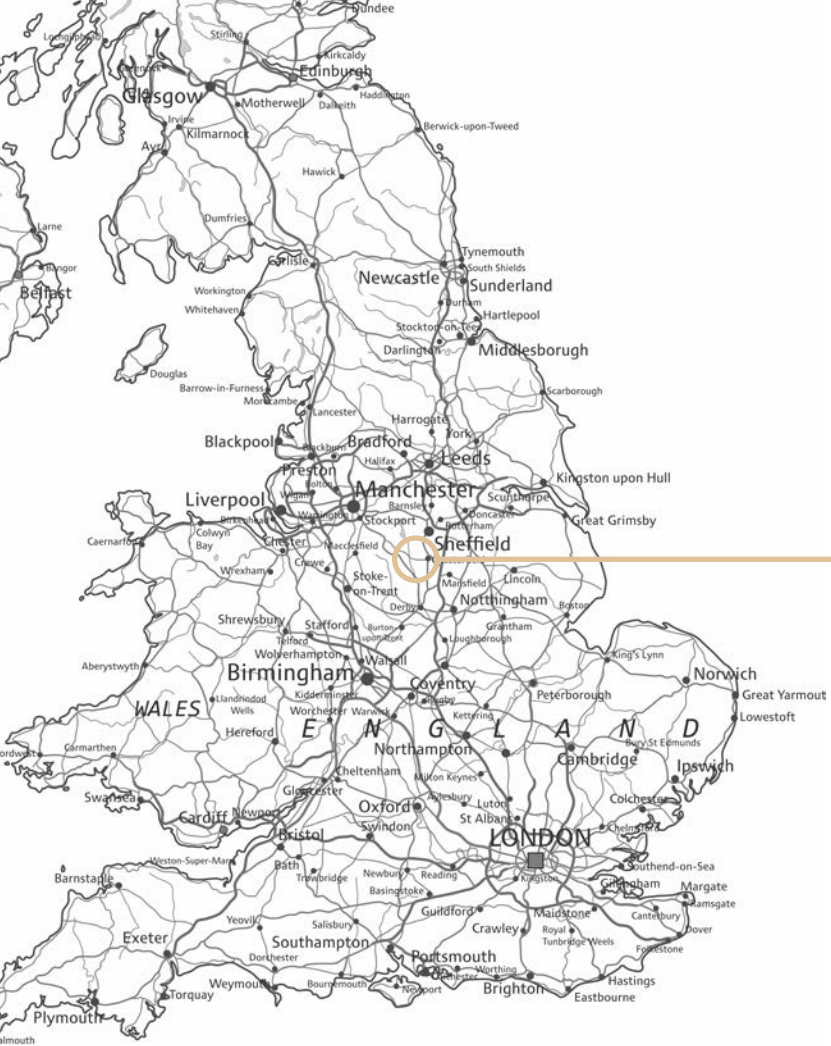 Dundee
Lochgilphead
Stirling
Kirkcaldy
Greenock
Edinburgh
Glasgow
Motherwell
Dalkeith
Haddington
Irvine
Kilmarnock
Berwick-upon-Tweed
Ayr
Hawick
Dumfries
Larne
Carlisle
Tynemouth
Bangor
South Shields
Newcastle
Sunderland
Belfast
Workington
Durham
Whitehaven
Hartlepool
Stockton-on-Tees
Darlington
Middlesborugh
Douglas
Barrow-in-Furness
Scarborough
Morecambe
Lancester
Harrogate
York
Blackpool
Blackburn
Bradford
Leeds
Halifax
Preston
Bolton
Kingston upon Hull
Wigan
Manchester
Scunthorpe
Liverpool
Barnsley
Doncaster
Birkenhead
Warrington
Stockport
Rotherham
Great Grimsby
Colwyn
Bay
Caernarfon
Chester
Macclesfield
Sheffield
Crewe
Wrexham
Stoke-
on-Trent
Mansfield
Lincoln
Derby
Notthingham
Boston
Shrewsbury
Stafford
Burton-
upon-Trent
Grantham
Telford
Loughborough
Wolverhampton
Walsall
King's Lynn
Aberystwyth
Birmingham
Norwich
Coventry
Kidderminster
Rugby
Peterborough
Great Yarmout
Llandrindod
Wells
WALES
Worchester
Warwick
Kettering
Lowestoft
Hereford
E N G L A N D
Northampton
Bury St Edmunds
Cambridge
Carmarthen
Cheltenham
Milton Keynes
Ipswich
Gloucester
Swansea
Aylesbury
Luton
Colchester
Oxford
Cardiff
Newport
St Albans
Swindon
Chelmsford
Bristol
LONDON
Weston-Super-Mare
Bath
Trowbridge
Newbury
Reading
Kingston
Southend-on-Sea
Barnstaple
Basingstoke
Gillingham
Margate
Ramsgate
Guildford
Maidstone
Canterbury
Yeovil
Salisbury
Crawley
Royal
Tunbridge Weels
Dover
Exeter
Southampton
Folkestone
Dorchester
Portsmouth
Worthing
Weymouth
Bournemouth
Newport
Brighton
Hastings
Torquay
Eastbourne
Plymouth
almouth